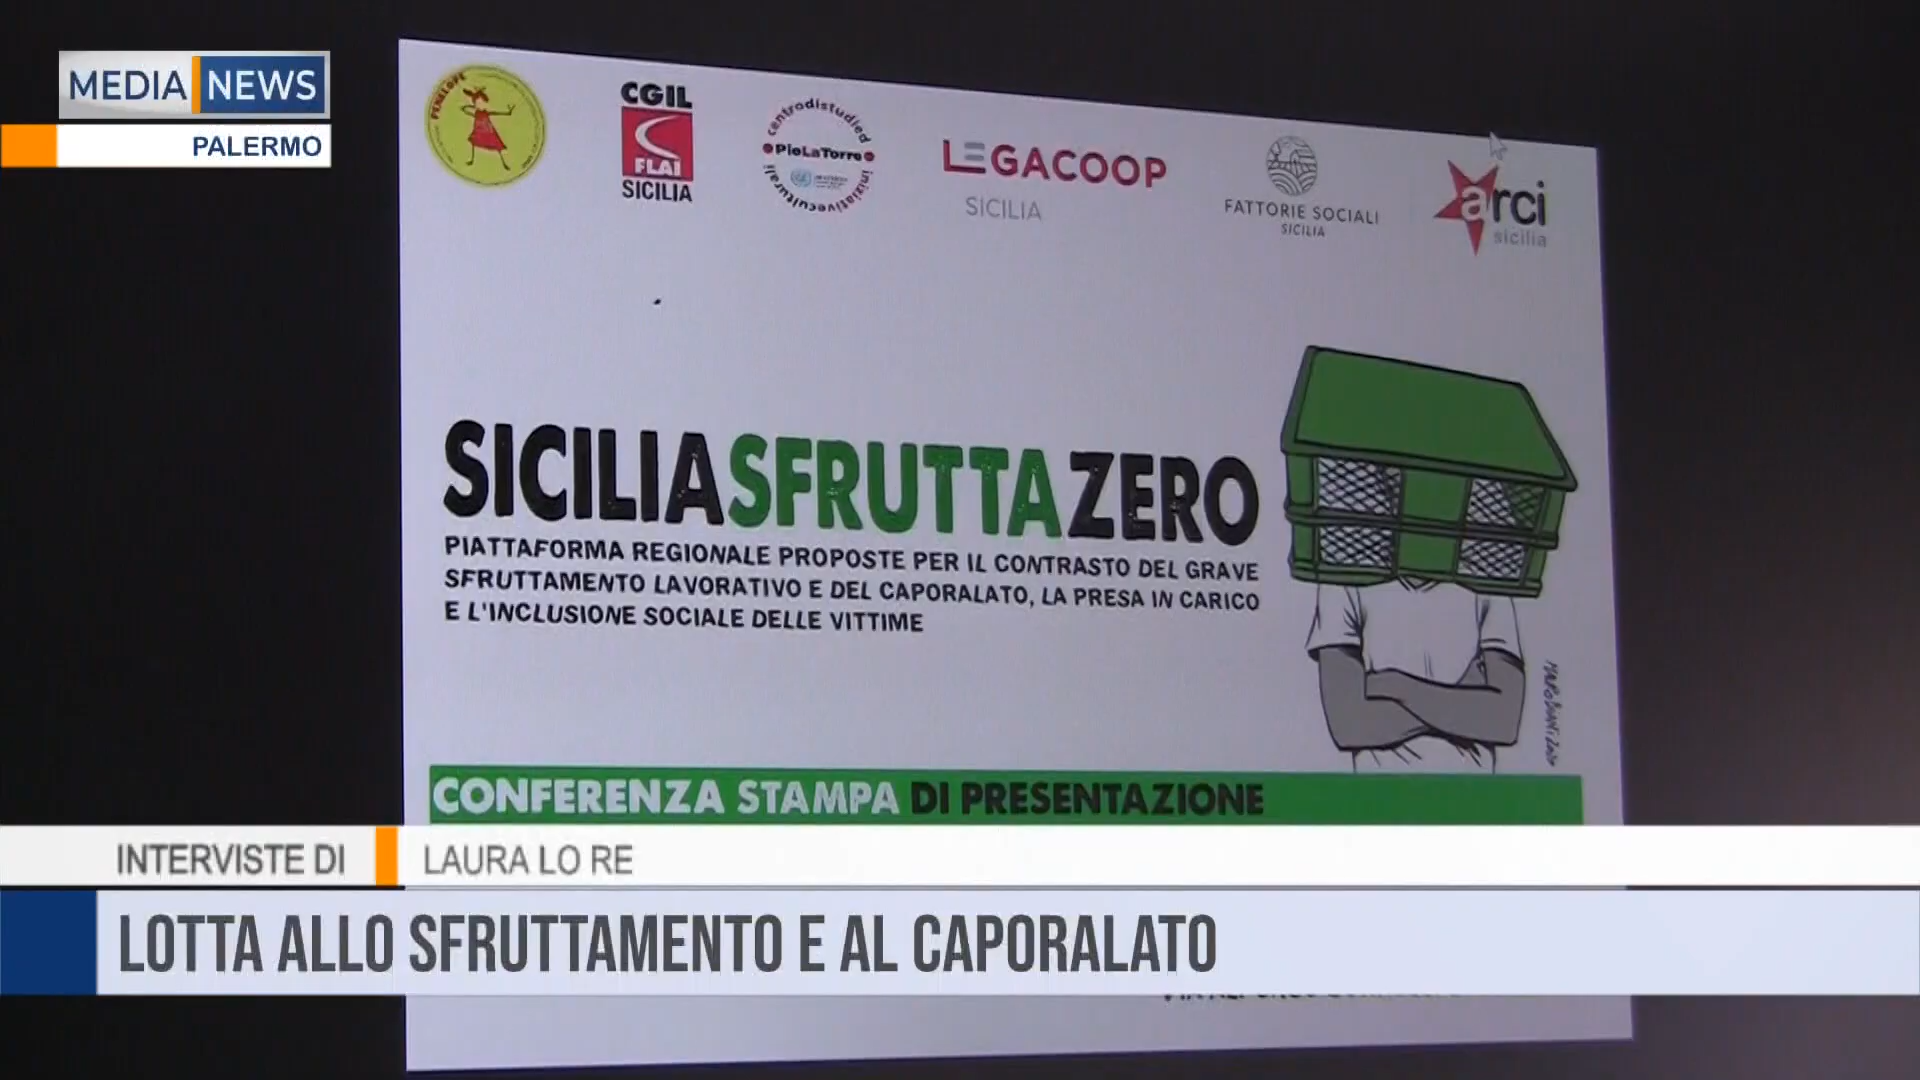 MEDIA NEWS
PALERMO
PENELOPE
CGIL
FLAI
SICILIA
centrodistudied
PioLaTorre
iniziativeculturali
LEGACOOP
SICILIA
FATTORIE SOCIALI
SICILIA
arci
sicilia
SICILIASFRUTTAZERO
PIATTAFORMA REGIONALE PROPOSTE PER IL CONTRASTO DEL GRAVE
SFRUTTAMENTO LAVORATIVO E DEL CAPORALATO, LA PRESA IN CARICO
E L'INCLUSIONE SOCIALE DELLE VITTIME
CONFERENZA STAMPA DI PRESENTAZIONE
INTERVISTE DI LAURA LO RE
LOTTA ALLO SFRUTTAMENTO E AL CAPORALATO